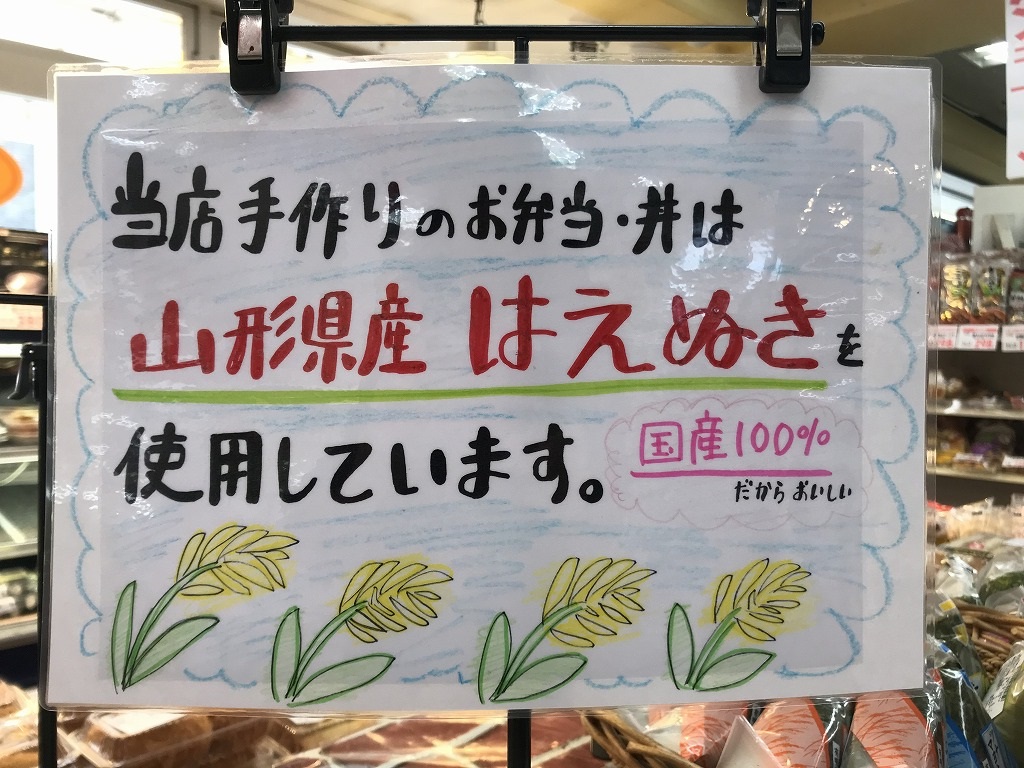 当店手作りのお弁当・丼は
山形県産 はえぬきを
使用しています。
国産100%
だからおいしい